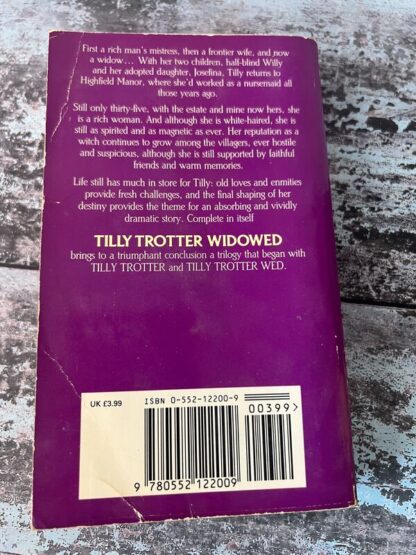 First a rich man's mistress, then a frontier wife, and now
a widow... With her two children, half-blind Willy
and her adopted daughter, Josefina, Tilly returns to
Highfield Manor, where she'd worked as a nursemaid all
those years ago.
Still only thirty-five, with the estate and mine now hers, she
is a rich woman. And although she is white-haired, she is
still as spirited and as magnetic as ever. Her reputation as a
witch continues to grow among the villagers, ever hostile
and suspicious, although she is still supported by faithful
friends and warm memories.
Life still has much in store for Tilly: old loves and enmities
provide fresh challenges, and the final shaping of her
destiny provides the theme for an absorbing and vividly
dramatic story. Complete in itself
TILLY TROTTER WIDOWED
brings to a triumphant conclusion a trilogy that began with
TILLY TROTTER and TILLY TROTTER WED.
UK £3.99
ISBN 0-552-12200-9
00399>
9 780552 122009